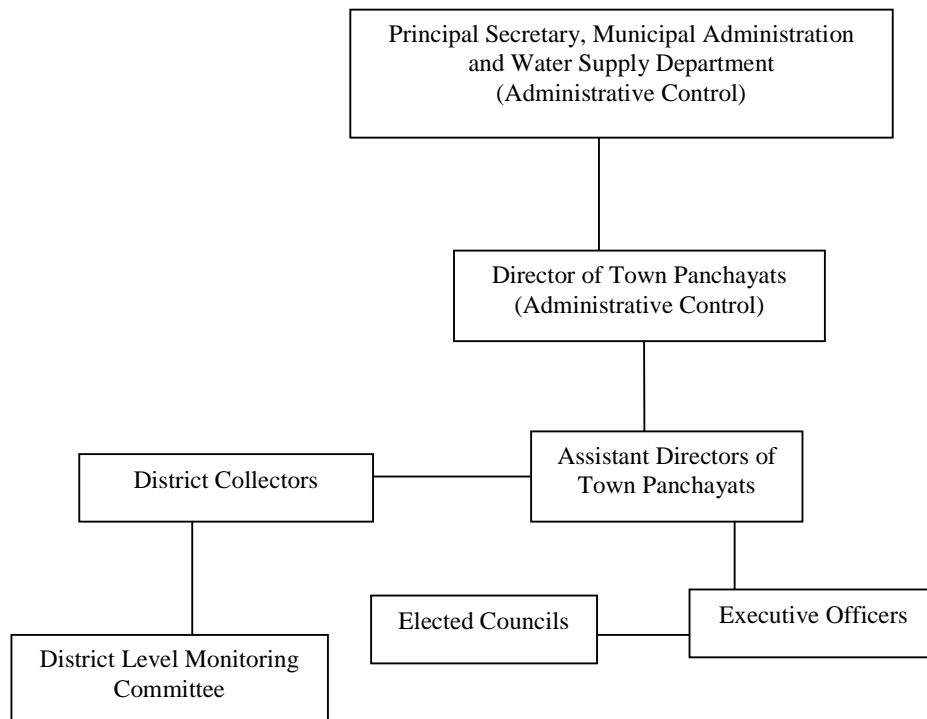 Principal Secretary, Municipal Administration
and Water Supply Department
(Administrative Control)
Director of Town Panchayats
(Administrative Control)
District Collectors
Assistant Directors of
Town Panchayats
Elected Councils
Executive Officers
District Level Monitoring
Committee